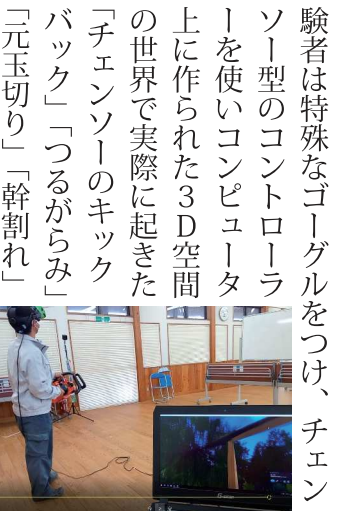 験者は特殊なゴーグルをつけ、チェン
ソー型のコントローラ
ーを使いコンピュータ
上に作られた３Ｄ空間
の世界で実際に起きた
「チェンソーのキック
バック」「つるがらみ」
「元玉切り」「幹割れ」